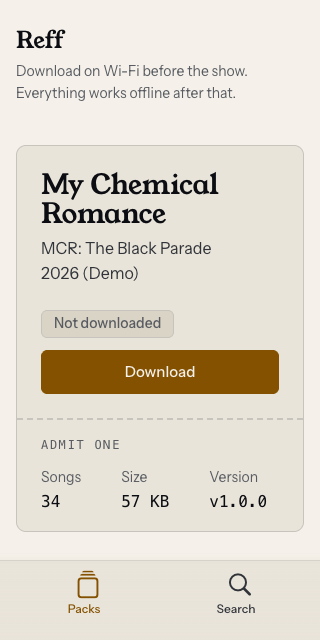 Reff
Download on Wi-Fi before the show.
Everything works offline after that.
My Chemical
Romance
MCR: The Black Parade
2026 (Demo)
Not downloaded
Download
ADMIT ONE
Songs Size Version
34 57 KB v1.0.0
Packs Search